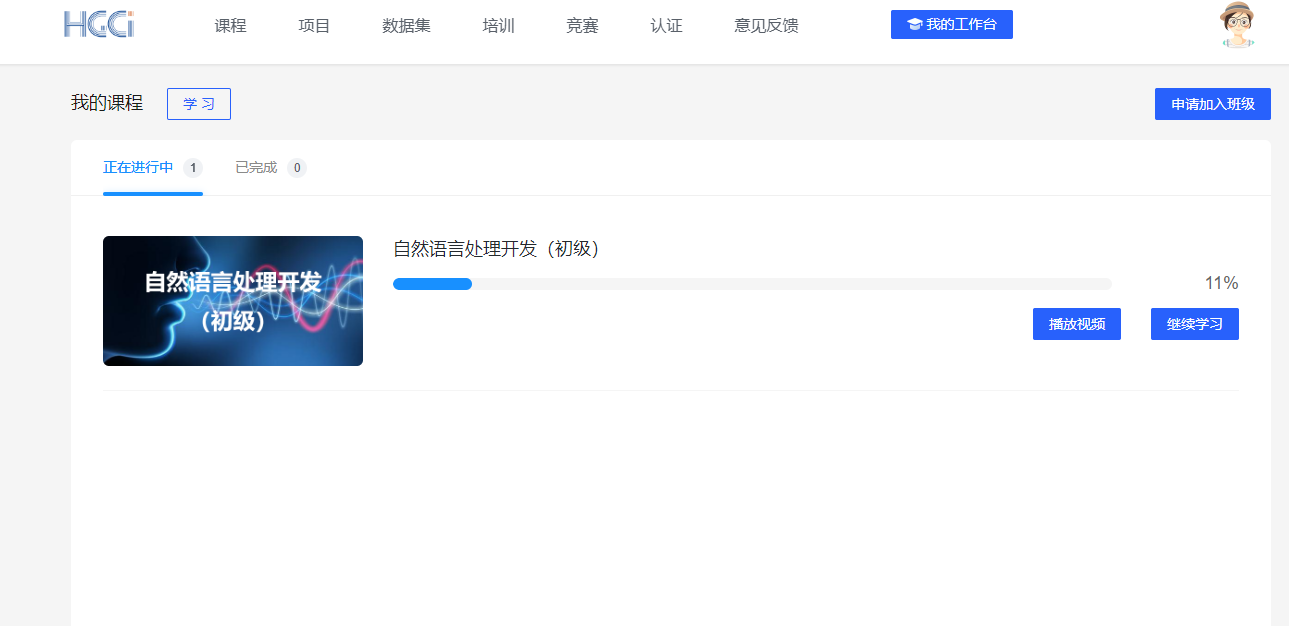 HGCi 课程 项目 数据集 培训 竞赛 认证 意见反馈 我的工作台
我的课程 学 习 申请加入班级
正在进行中 1 已完成 0
自然语言处理开发
（初级）
自然语言处理开发（初级）
11%
播放视频 继续学习